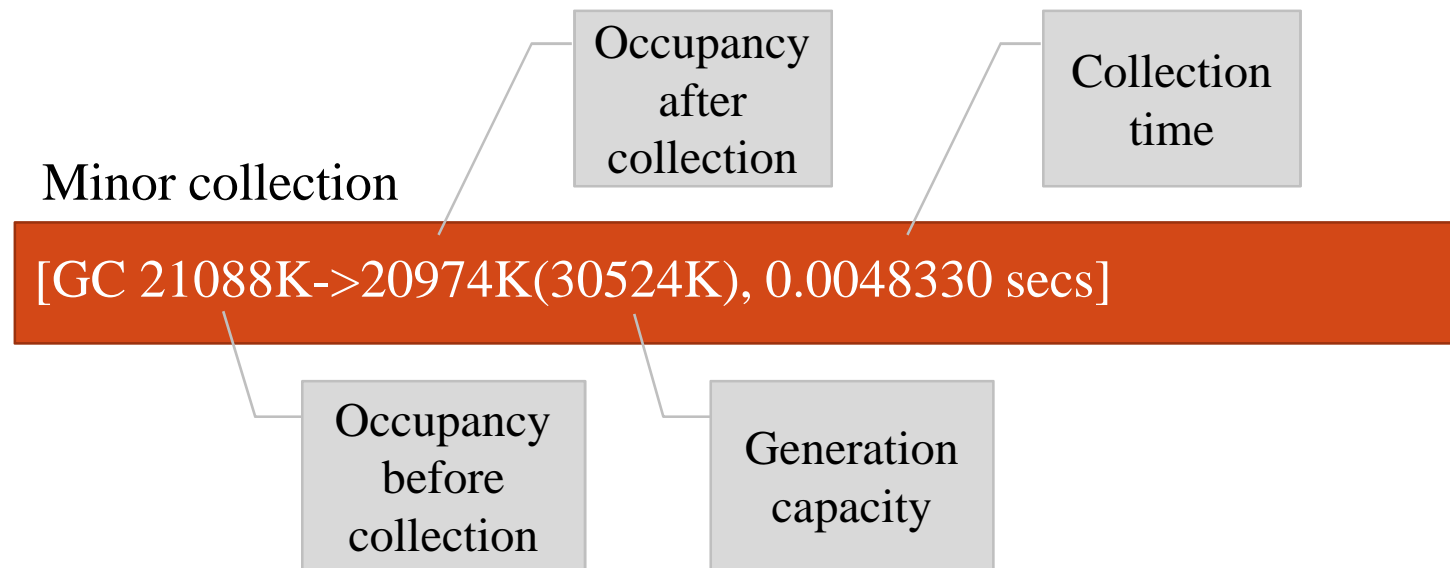 Occupancy
after
collection
Collection
time
Minor collection
[GC 21088K->20974K(30524K), 0.0048330 secs]
Occupancy
before
collection
Generation
capacity